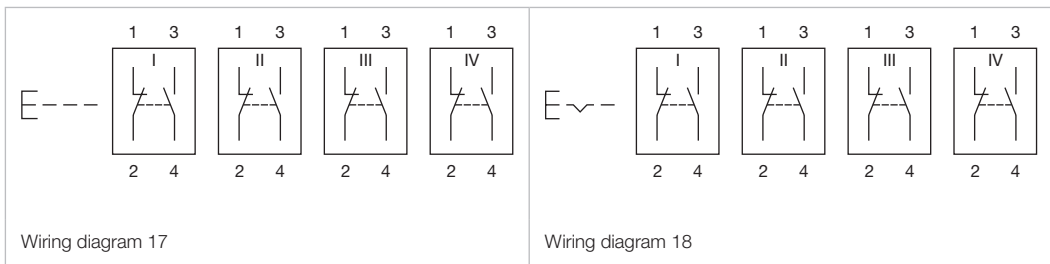 1 3 1 3 1 3 1 3
I II III IV
2 4 2 4 2 4 2 4
Wiring diagram 17
1 3 1 3 1 3 1 3
I II III IV
2 4 2 4 2 4 2 4
Wiring diagram 18